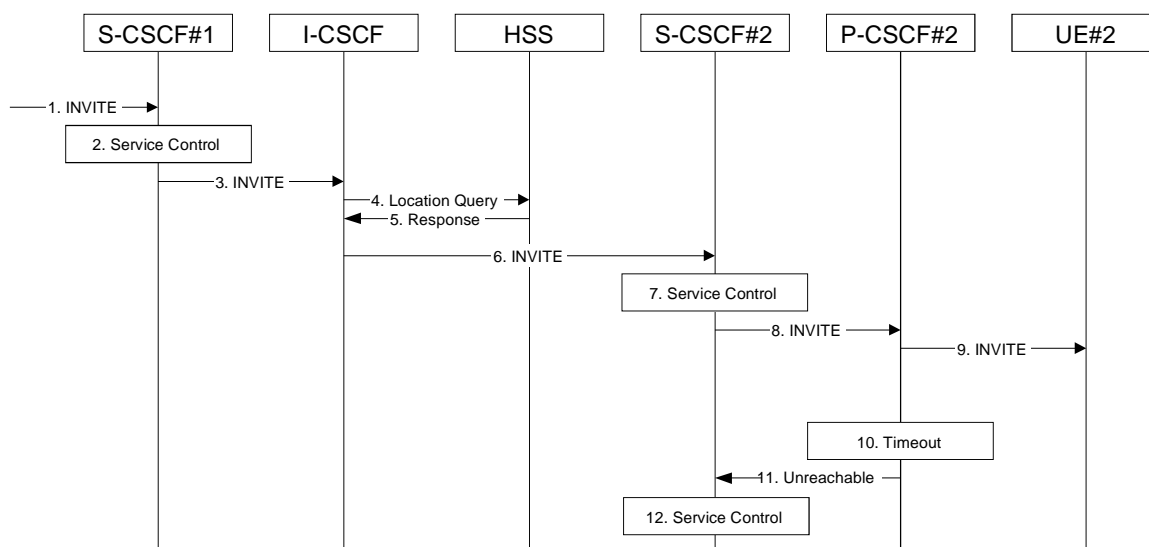 S-CSCF#1
I-CSCF
HSS
S-CSCF#2
P-CSCF#2
UE#2
1. INVITE
2. Service Control
3. INVITE
4. Location Query
5. Response
6. INVITE
7. Service Control
8. INVITE
9. INVITE
10. Timeout
11. Unreachable
12. Service Control